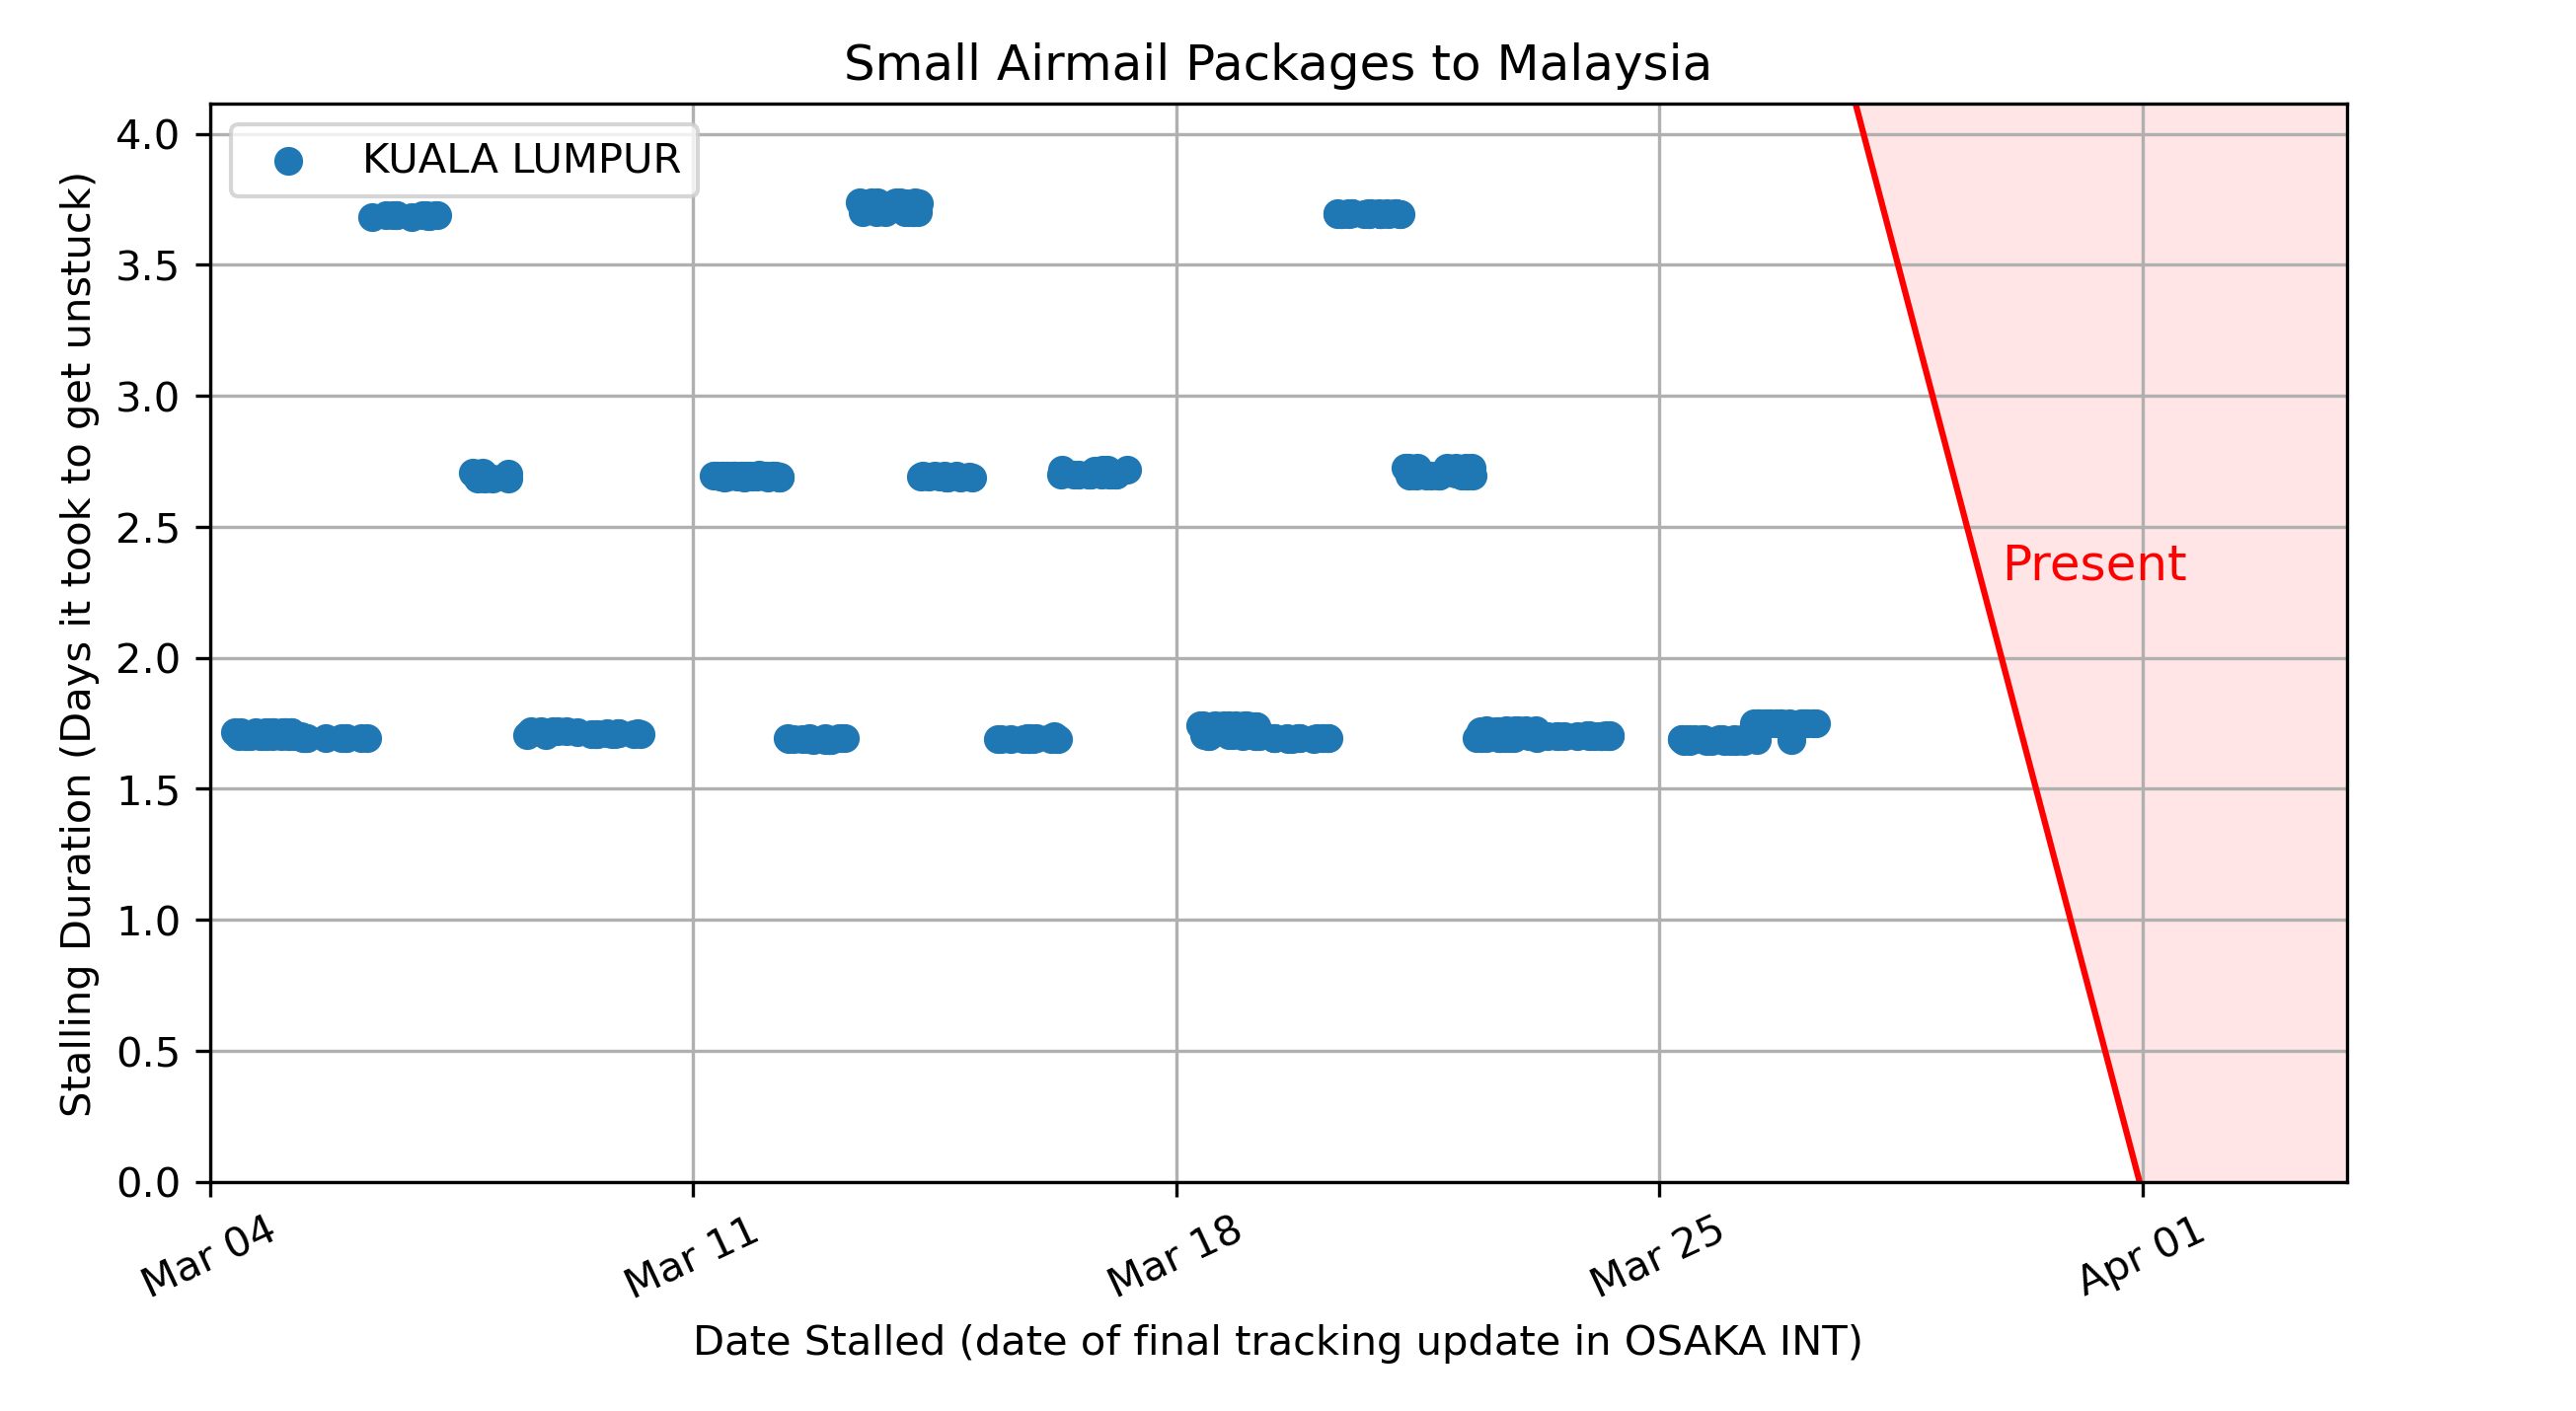 Small Airmail Packages to Malaysia
KUALA LUMPUR
Stalling Duration (Days it took to get unstuck)
4.0
3.5
3.0
2.5
2.0
1.5
1.0
0.5
0.0
Present
Mar 04
Mar 11
Mar 18
Mar 25
Apr 01
Date Stalled (date of final tracking update in OSAKA INT)